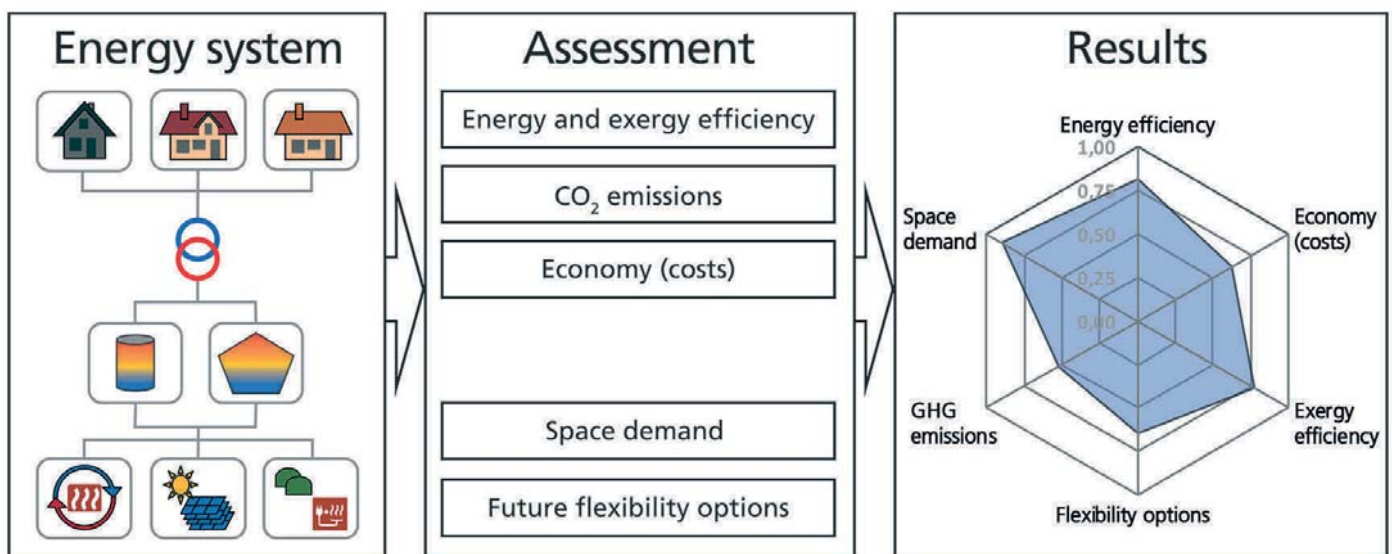 Energy system
Assessment
Energy and exergy efficiency
CO₂ emissions
Economy (costs)
Space demand
Future flexibility options
Results
Energy efficiency
1,00
0,75
0,50
0,25
0,00
Space
demand
Economy
(costs)
GHG
emissions
Exergy
efficiency
Flexibility options